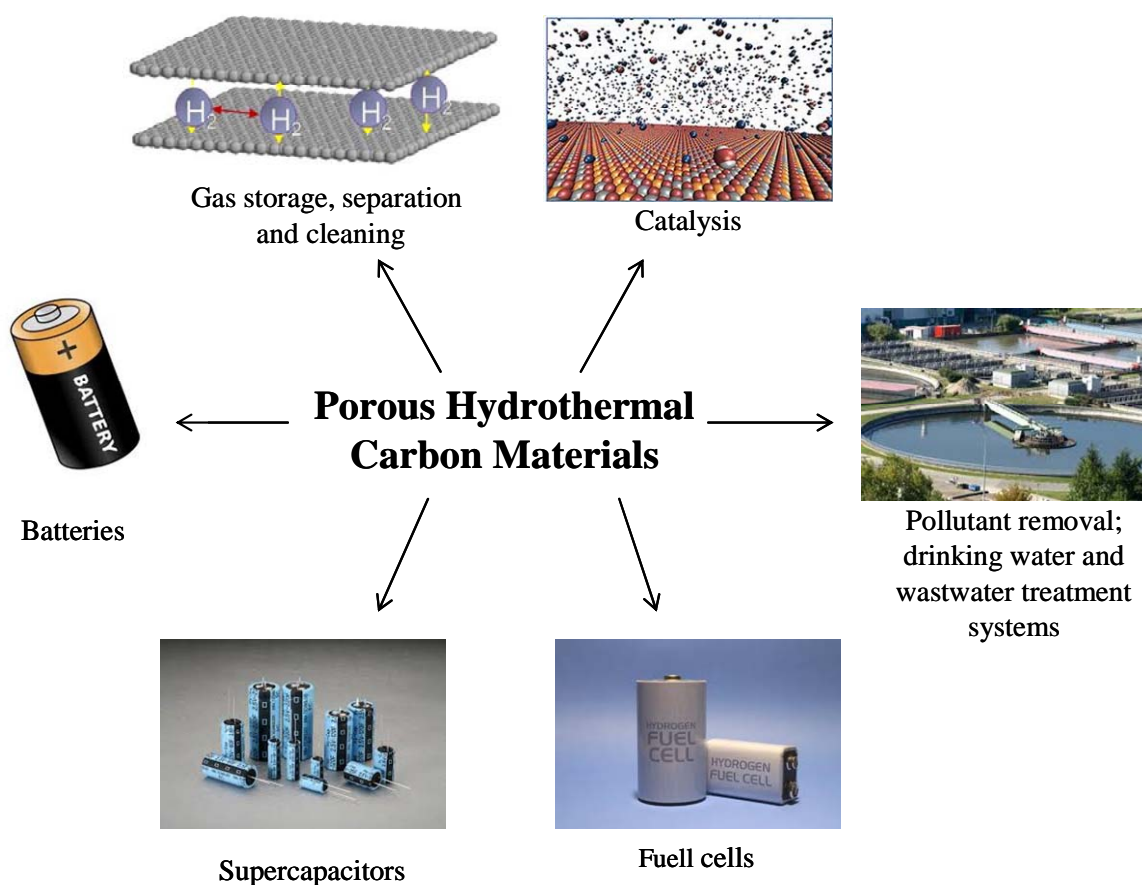 H2
H2
H2
H2
Gas storage, separation
and cleaning
Catalysis
+
BATTERY
Batteries
Porous Hydrothermal
Carbon Materials
Pollutant removal;
drinking water and
wastwater treatment
systems
Supercapacitors
HYDROGEN
FUEL
CELL
HYDROGEN
FUEL CELL
Fuell cells